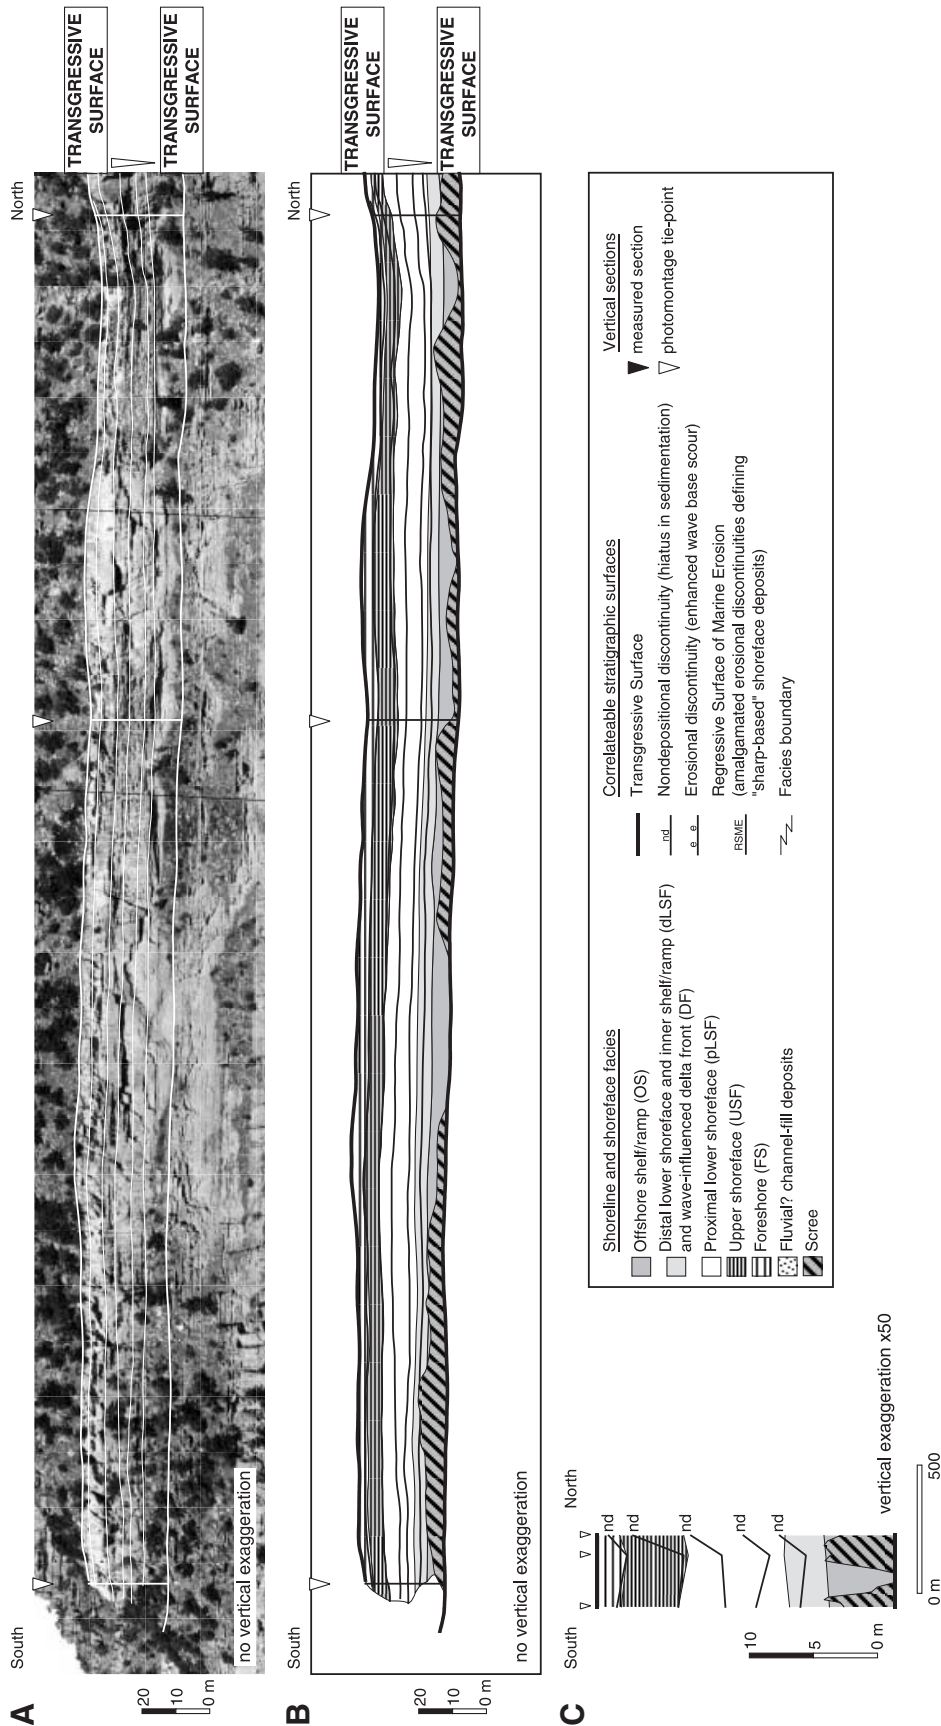 A
South
North
TRANSGRESSIVE
SURFACE
TRANSGRESSIVE
SURFACE
20
10
0 m
no vertical exaggeration
B
South
North
TRANSGRESSIVE
SURFACE
TRANSGRESSIVE
SURFACE
20
10
0 m
no vertical exaggeration
C
South
North
10
5
0 m
nd
nd
nd
nd
nd
vertical exaggeration x50
0 m
500
Shoreline and shoreface facies
Offshore shelf/ramp (OS)
Distal lower shoreface and inner shelf/ramp (dLSF)
and wave-influenced delta front (DF)
Proximal lower shoreface (pLSF)
Upper shoreface (USF)
Foreshore (FS)
Fluvial? channel-fill deposits
Scree
Correlateable stratigraphic surfaces
Transgressive Surface
nd
Nondepositional discontinuity (hiatus in sedimentation)
e e
Erosional discontinuity (enhanced wave base scour)
RSME
Regressive Surface of Marine Erosion
(amalgamated erosional discontinuities defining
"sharp-based" shoreface deposits)
Facies boundary
Vertical sections
measured section
photomontage tie-point